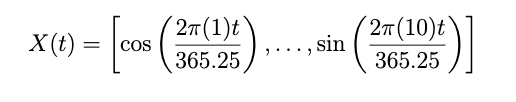 X(t) = [cos(2π(1)t/365.25), . . . , sin(2π(10)t/365.25)]